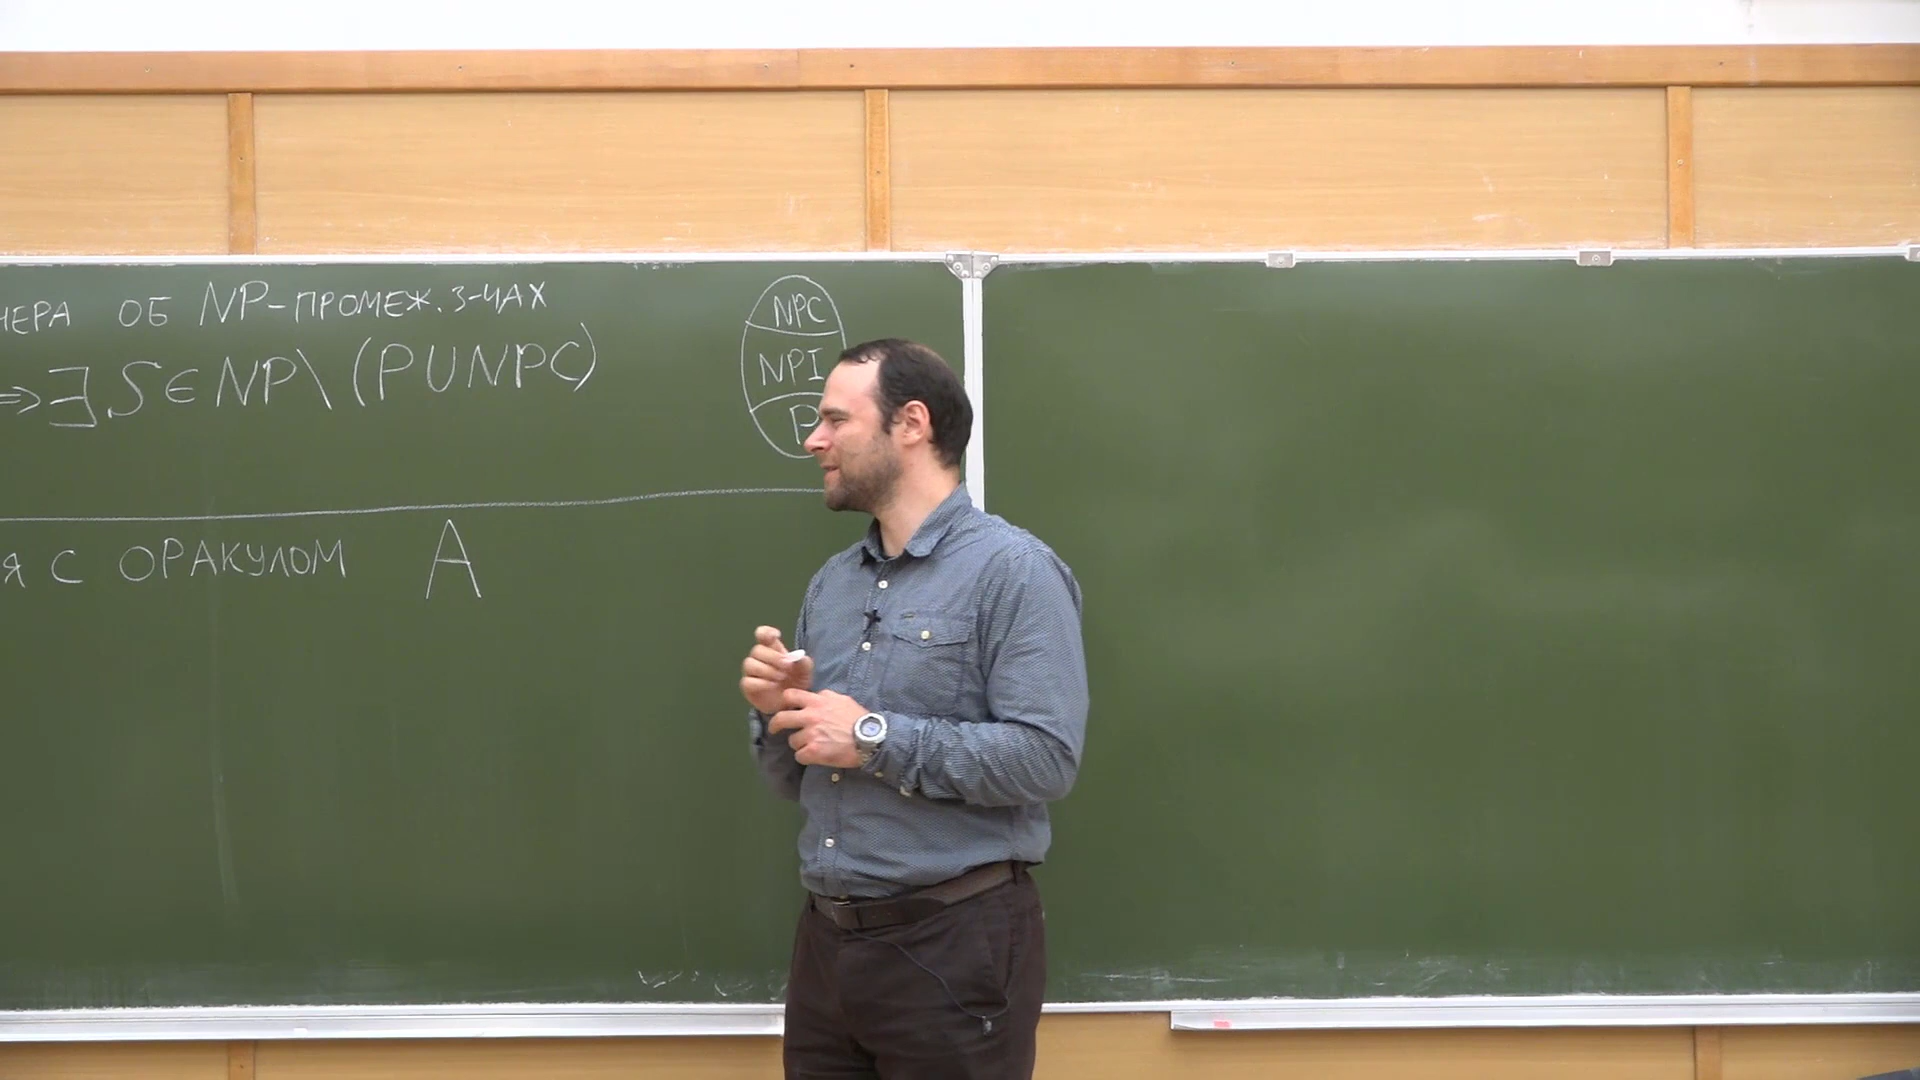 НЕРА ОБ NP-ПРОМЕЖ. З-ЧАХ
⇒ ∃ S ∈ NP \ (P ∪ NPC)
NPC
NPI
P
Я С ОРАКУЛОМ A